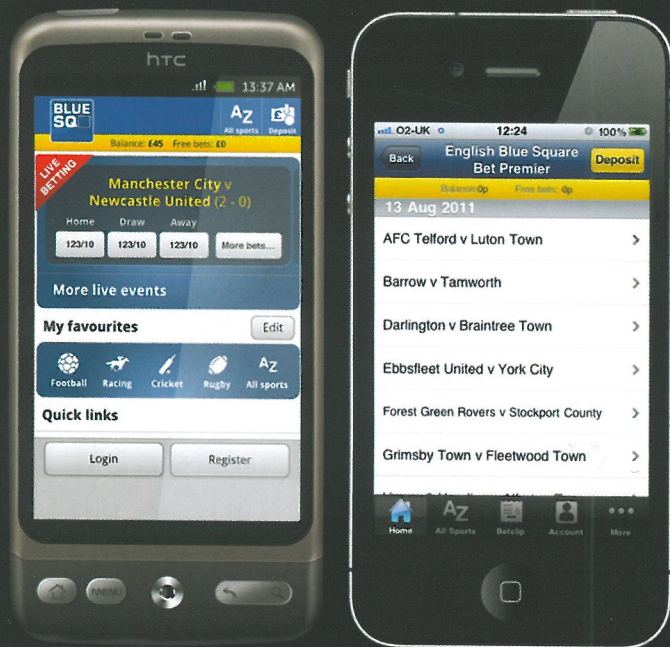 hTC
13:37 AM
BLUE
SQ
AZ
All sports
Deposit
Balance: £45 Free bets: £0
LIVE
BETTING
Manchester City v
Newcastle United (2 - 0)
Home Draw Away
123/10 123/10 123/10 More bets...
More live events
My favourites Edit
Football Racing Cricket Rugby AZ All sports
Quick links
Login Register
MENU
O2-UK 12:24 100%
Back English Blue Square
Bet Premier Deposit
Balance: 0p Free bets: 0p
13 Aug 2011
AFC Telford v Luton Town
Barrow v Tamworth
Darlington v Braintree Town
Ebbsfleet United v York City
Forest Green Rovers v Stockport County
Grimsby Town v Fleetwood Town
AZ
Home All Sports Betslip Account More